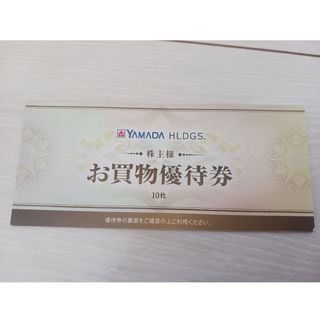 YAMADA HLDGS.
株主様
お買物優待券
10枚
優待券の裏面をご確認の上ご利用ください。